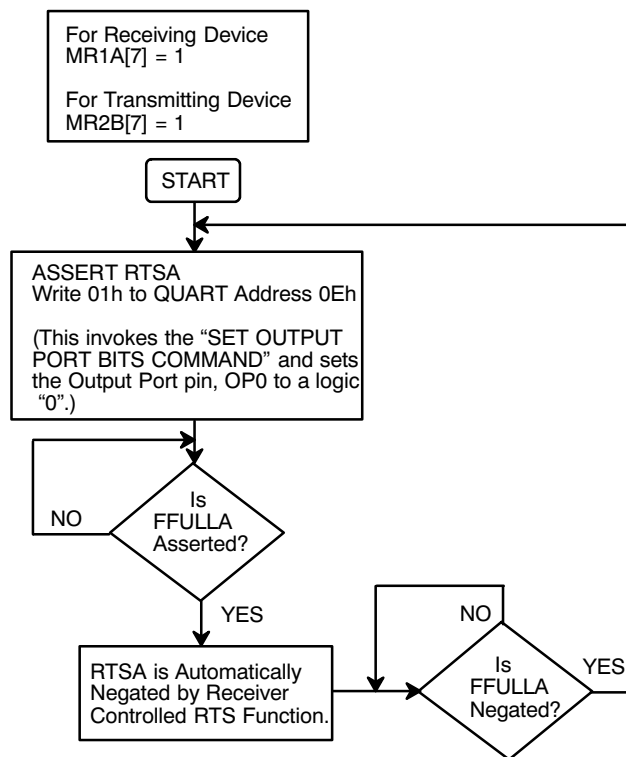 For Receiving Device
MR1A[7] = 1
For Transmitting Device
MR2B[7] = 1
START
ASSERT RTSA
Write 01h to QUART Address 0Eh
(This invokes the “SET OUTPUT
PORT BITS COMMAND” and sets
the Output Port pin, OP0 to a logic
“0”.)
Is
FFULLA
Asserted?
NO
YES
RTSA is Automatically
Negated by Receiver
Controlled RTS Function.
NO
Is
FFULLA
Negated?
YES